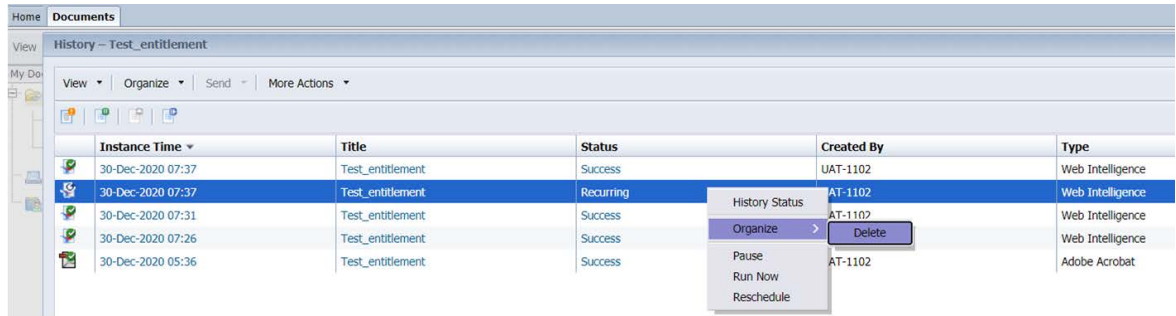 Home Documents
View History – Test_entitlement
My Do
View Organize Send More Actions
Instance Time Title Status Created By Type
30-Dec-2020 07:37 Test_entitlement Success UAT-1102 Web Intelligence
30-Dec-2020 07:37 Test_entitlement Recurring AT-1102 Web Intelligence
History Status
30-Dec-2020 07:31 Test_entitlement Success AT-1102 Web Intelligence
Organize Delete
30-Dec-2020 07:26 Test_entitlement Success Web Intelligence
Pause
30-Dec-2020 05:36 Test_entitlement Success AT-1102 Adobe Acrobat
Run Now
Reschedule